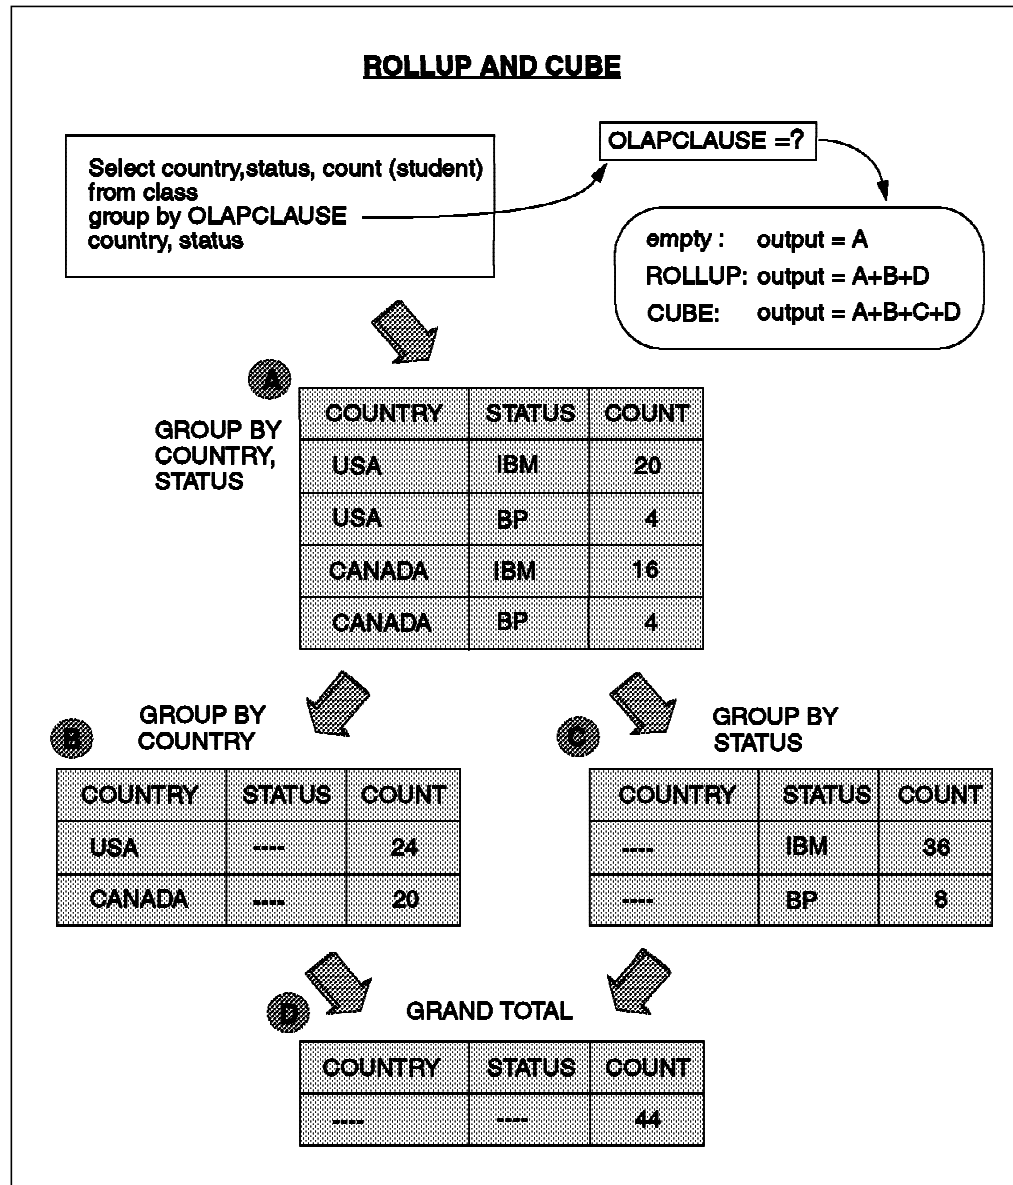 ROLLUP AND CUBE
Select country,status, count (student)
from class
group by OLAPCLAUSE
country, status
OLAPCLAUSE =?
empty : output = A
ROLLUP: output = A+B+D
CUBE: output = A+B+C+D
A
GROUP BY
COUNTRY,
STATUS
COUNTRY STATUS COUNT
USA IBM 20
USA BP 4
CANADA IBM 16
CANADA BP 4
B
GROUP BY
COUNTRY
COUNTRY STATUS COUNT
USA ---- 24
CANADA ---- 20
C
GROUP BY
STATUS
COUNTRY STATUS COUNT
---- IBM 36
---- BP 8
D
GRAND TOTAL
COUNTRY STATUS COUNT
---- ---- 44